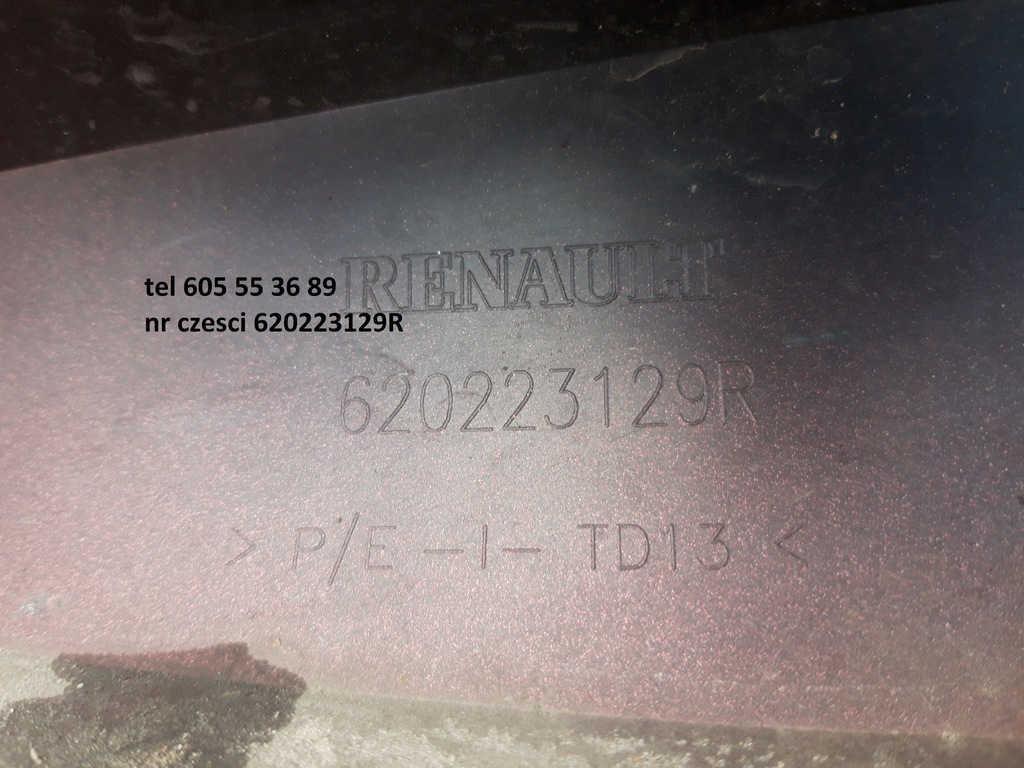 RENAULT
tel 605 55 36 89
nr czesci 620223129R
620223129R
> P/E - I - TD13 <